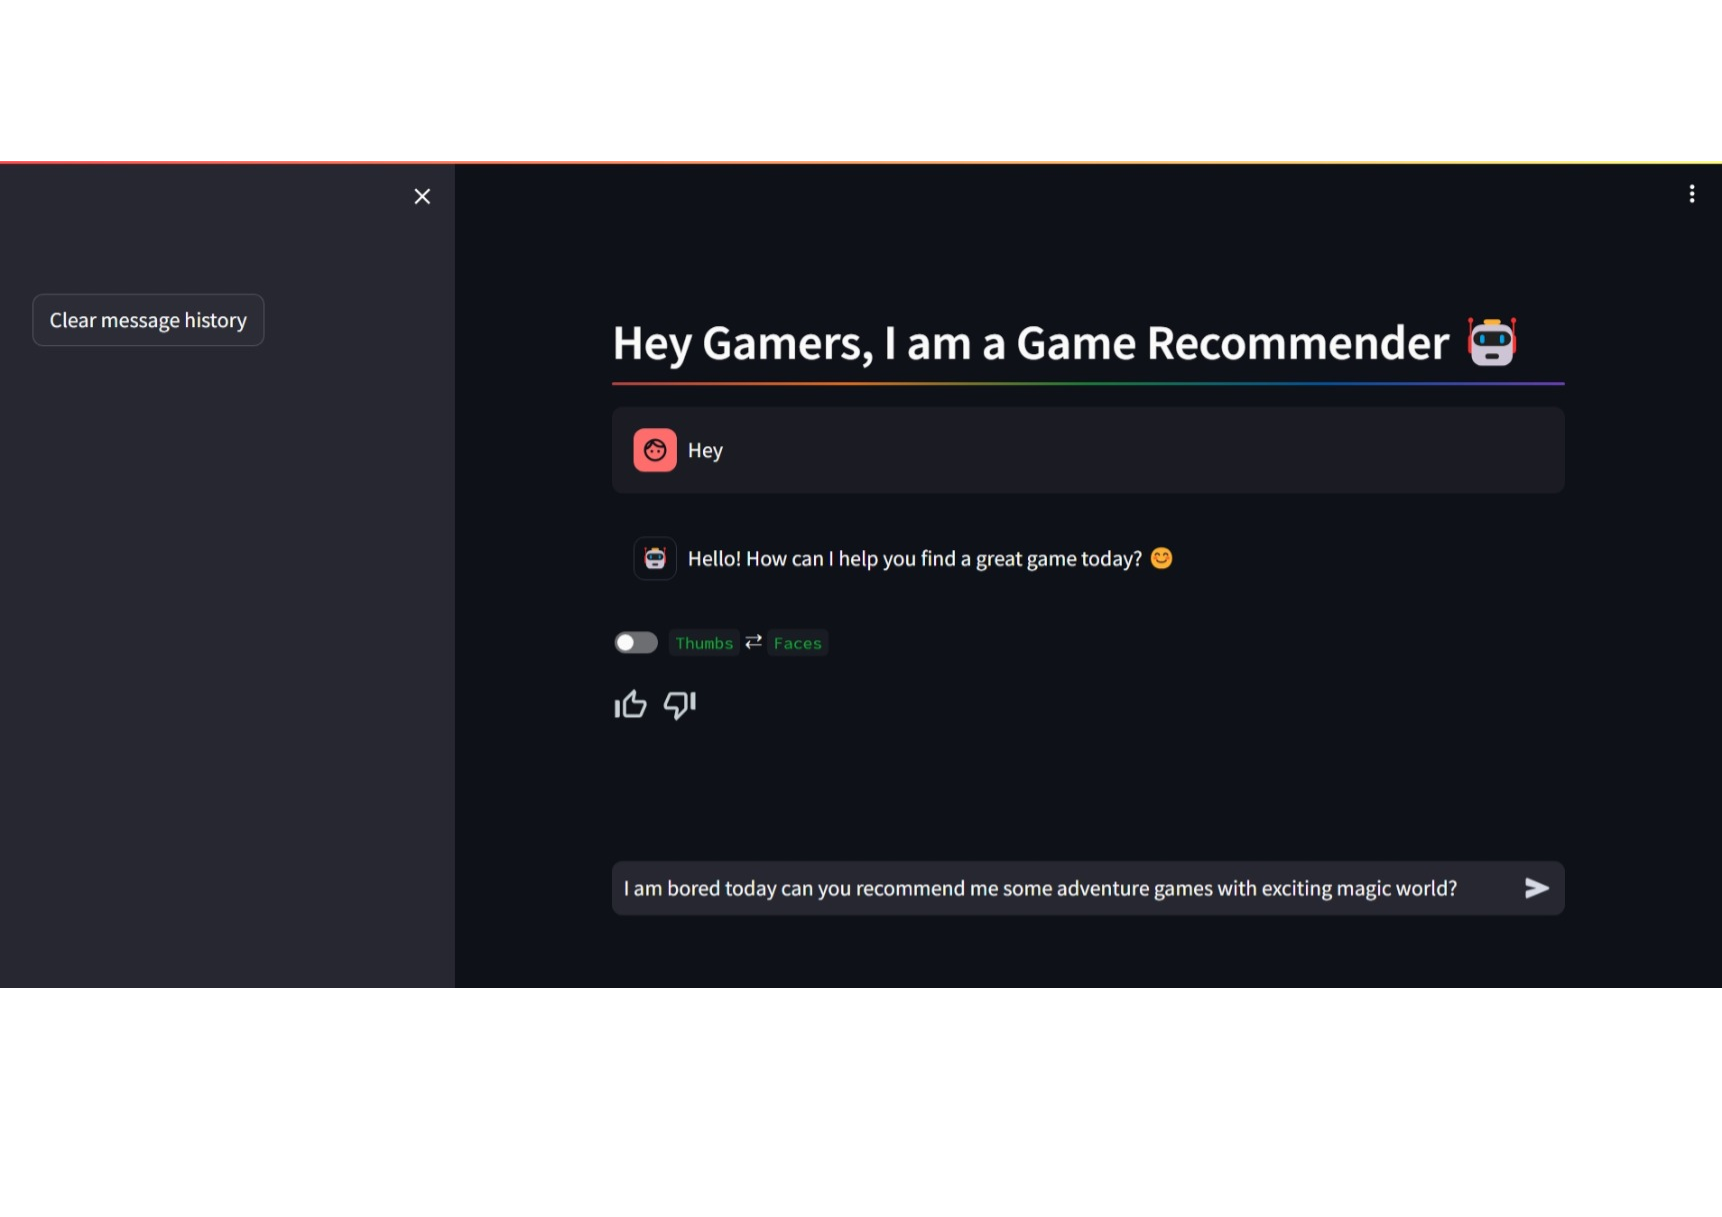 Clear message history
Hey Gamers, I am a Game Recommender
Hey
Hello! How can I help you find a great game today? 😊
Thumbs ⇄ Faces
I am bored today can you recommend me some adventure games with exciting magic world?